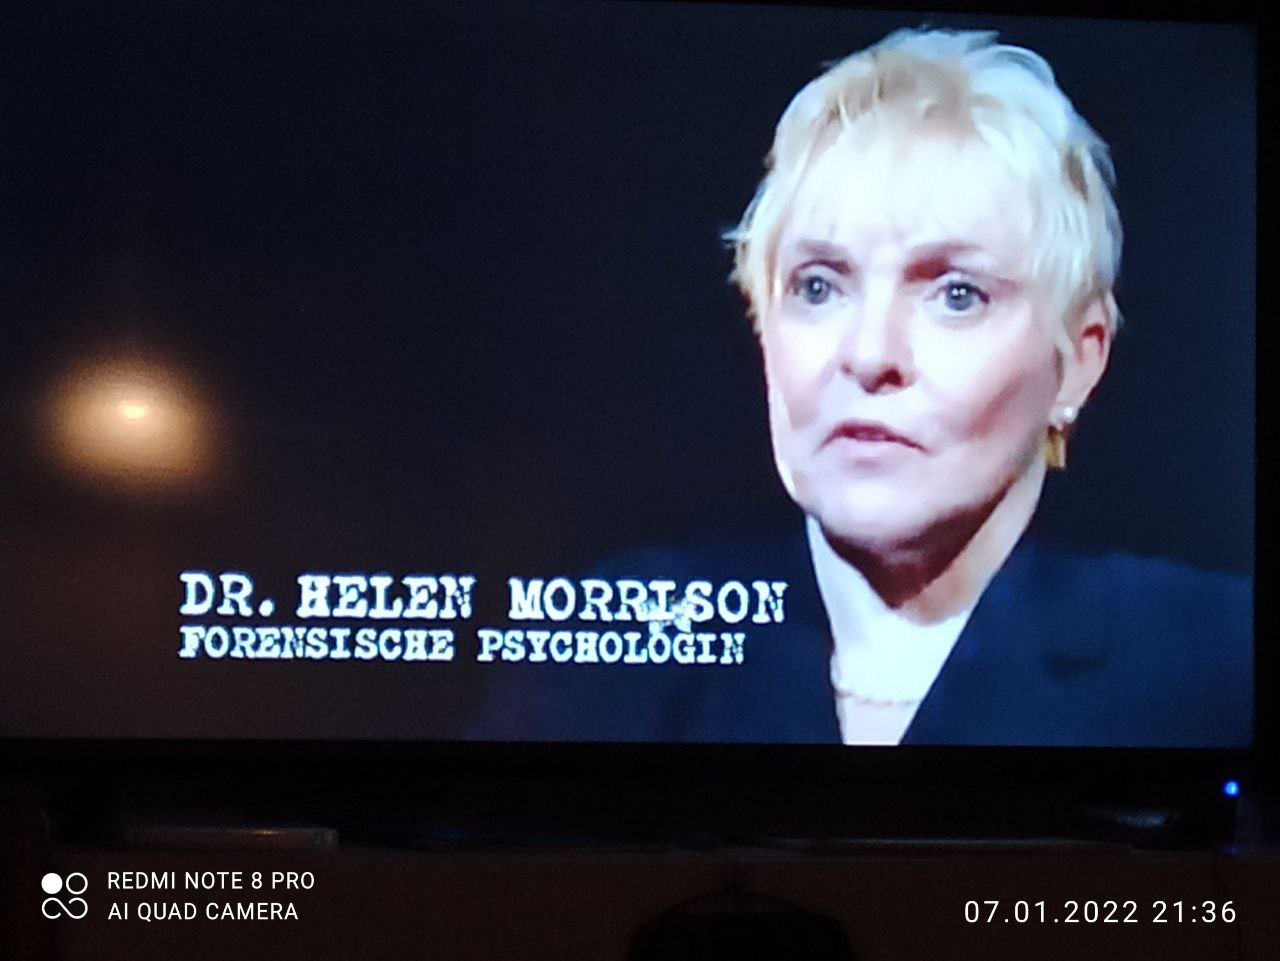 DR. HELEN MORRISON
FORENSISCHE PSYCHOLOGIN
REDMI NOTE 8 PRO
AI QUAD CAMERA
07.01.2022 21:36